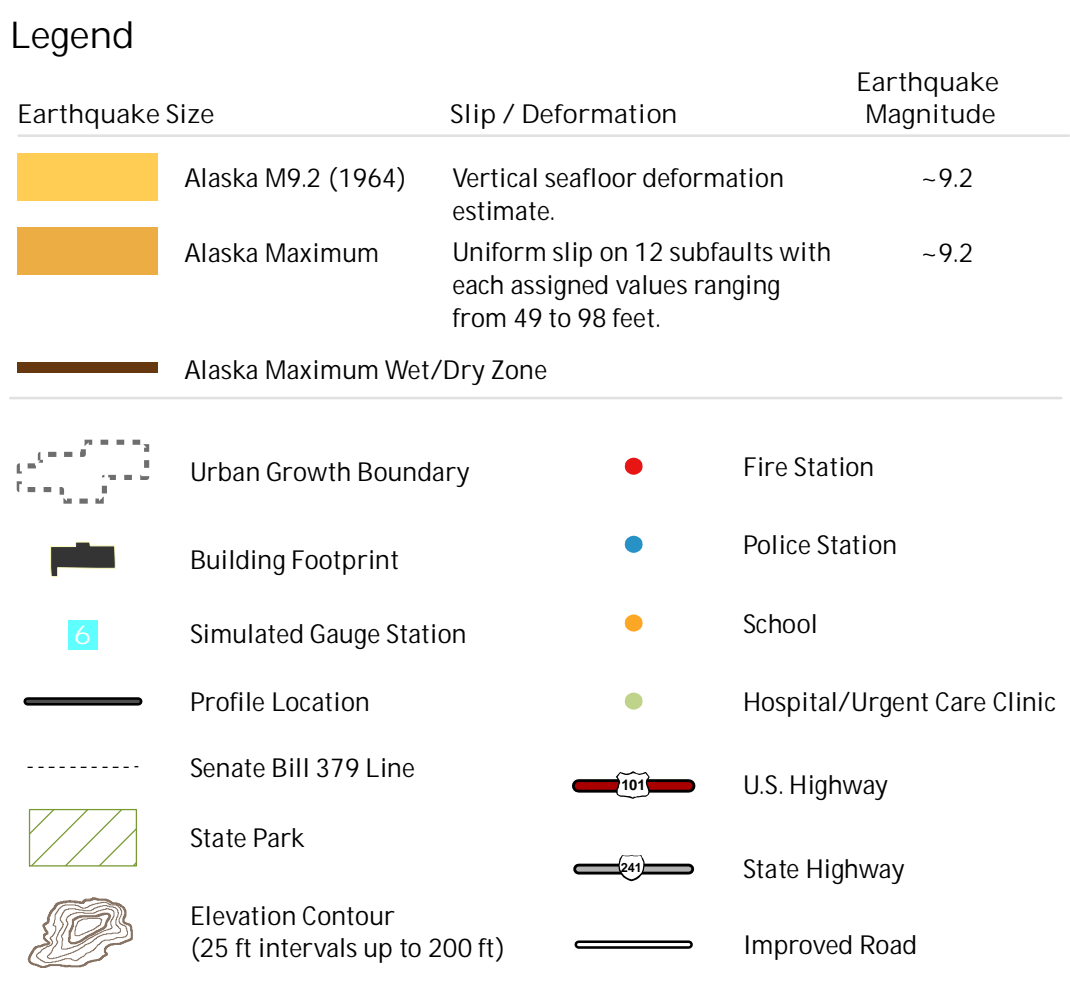 Legend
Earthquake Size
Slip / Deformation
Earthquake
Magnitude
Alaska M9.2 (1964)
Vertical seafloor deformation
estimate.
~9.2
Alaska Maximum
Uniform slip on 12 subfaults with
each assigned values ranging
from 49 to 98 feet.
~9.2
Alaska Maximum Wet/Dry Zone
Urban Growth Boundary
Building Footprint
6
Simulated Gauge Station
Profile Location
Senate Bill 379 Line
State Park
Elevation Contour
(25 ft intervals up to 200 ft)
Fire Station
Police Station
School
Hospital/Urgent Care Clinic
101
U.S. Highway
241
State Highway
Improved Road